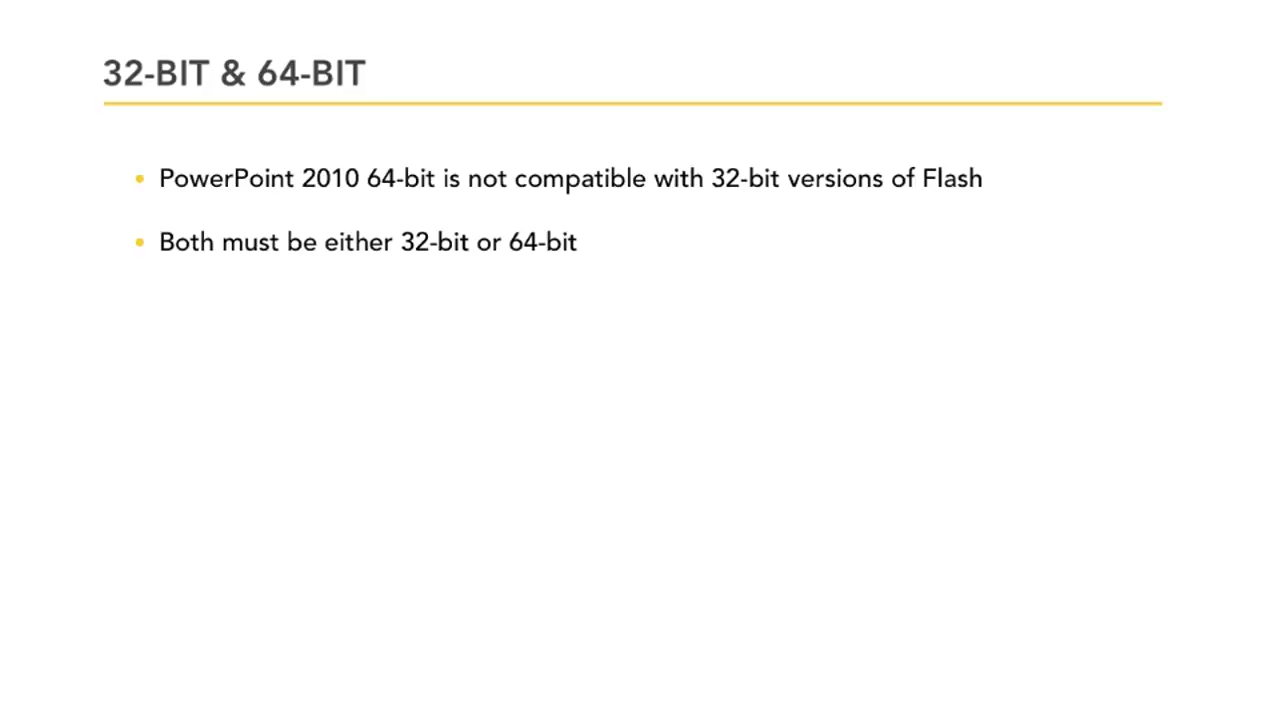 32-BIT & 64-BIT
• PowerPoint 2010 64-bit is not compatible with 32-bit versions of Flash
• Both must be either 32-bit or 64-bit